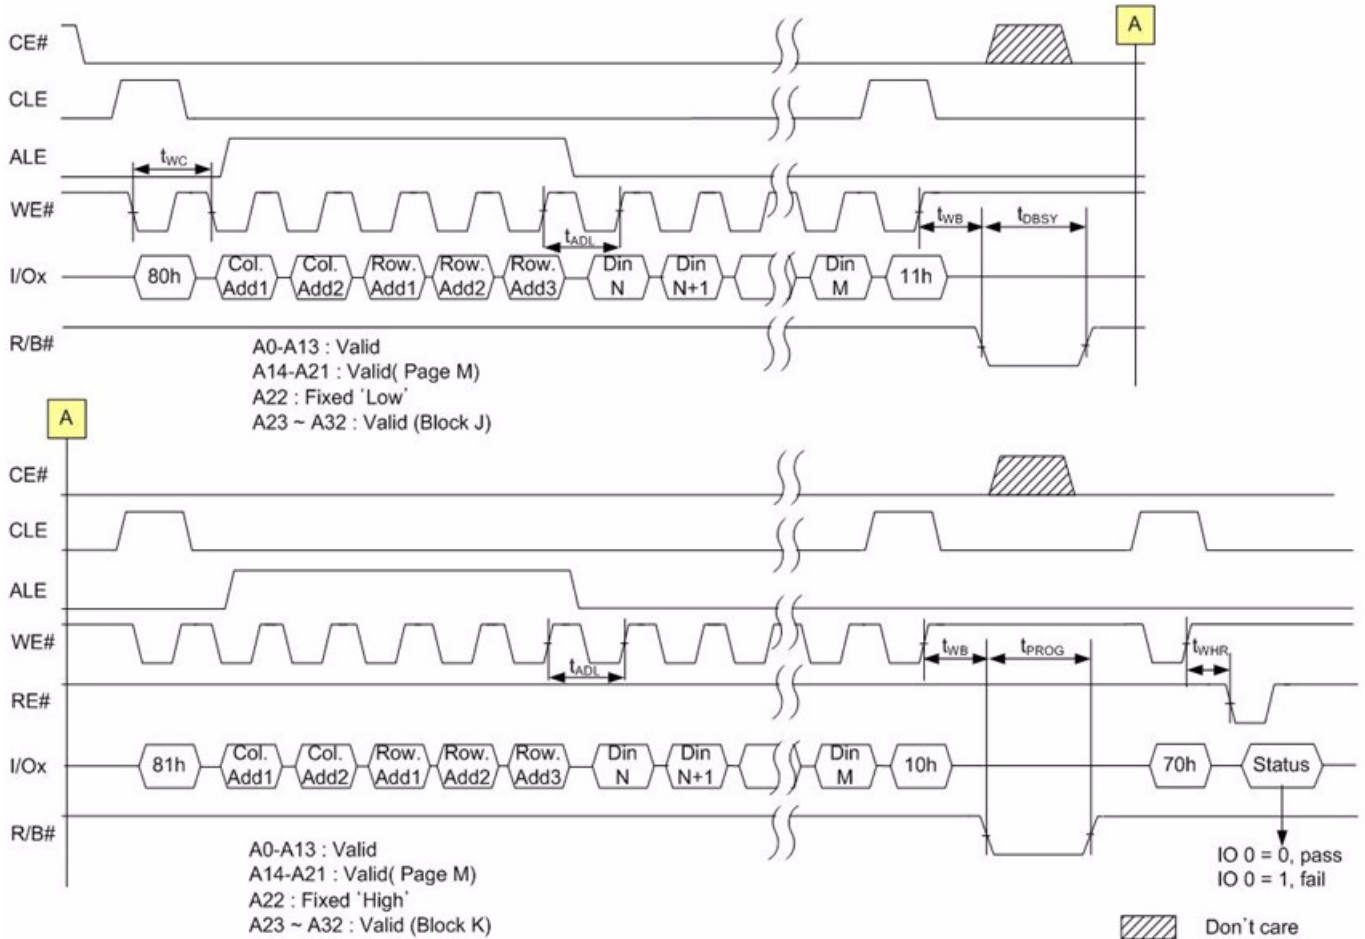 A
CE#
CLE
ALE
tWC
WE#
tADL
tWB
tDBSY
I/Ox
80h
Col. Add1
Col. Add2
Row. Add1
Row. Add2
Row. Add3
Din N
Din N+1
Din M
11h
R/B#
A0-A13 : Valid
A14-A21 : Valid( Page M)
A22 : Fixed 'Low'
A23 ~ A32 : Valid (Block J)
A
CE#
CLE
ALE
WE#
tADL
tWB
tPROG
tWHR
RE#
I/Ox
81h
Col. Add1
Col. Add2
Row. Add1
Row. Add2
Row. Add3
Din N
Din N+1
Din M
10h
70h
Status
R/B#
A0-A13 : Valid
A14-A21 : Valid( Page M)
A22 : Fixed 'High'
A23 ~ A32 : Valid (Block K)
IO 0 = 0, pass
IO 0 = 1, fail
Don't care